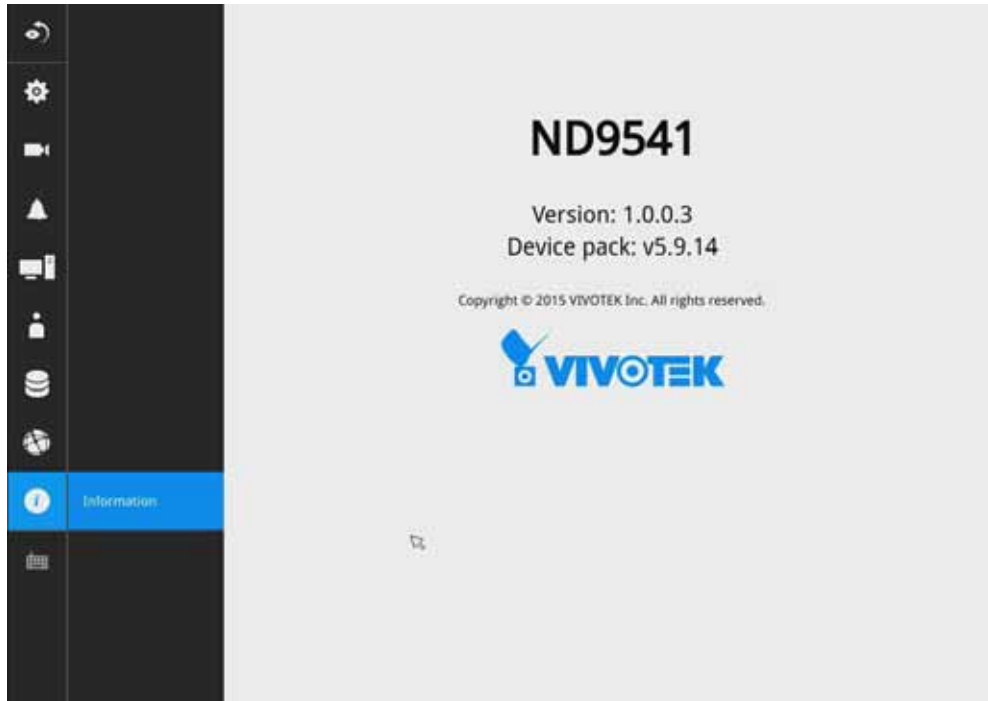 ND9541
Version: 1.0.0.3
Device pack: v5.9.14
Copyright © 2015 VIVOTEK Inc. All rights reserved.
VIVOTEK
Information